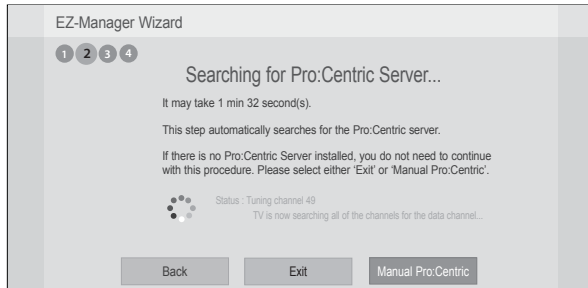 EZ-Manager Wizard
1 2 3 4
Searching for Pro:Centric Server...
It may take 1 min 32 second(s).
This step automatically searches for the Pro:Centric server.
If there is no Pro:Centric Server installed, you do not need to continue
with this procedure. Please select either ‘Exit’ or ‘Manual Pro:Centric’.
Status : Tuning channel 49
TV is now searching all of the channels for the data channel...
Back Exit Manual Pro:Centric